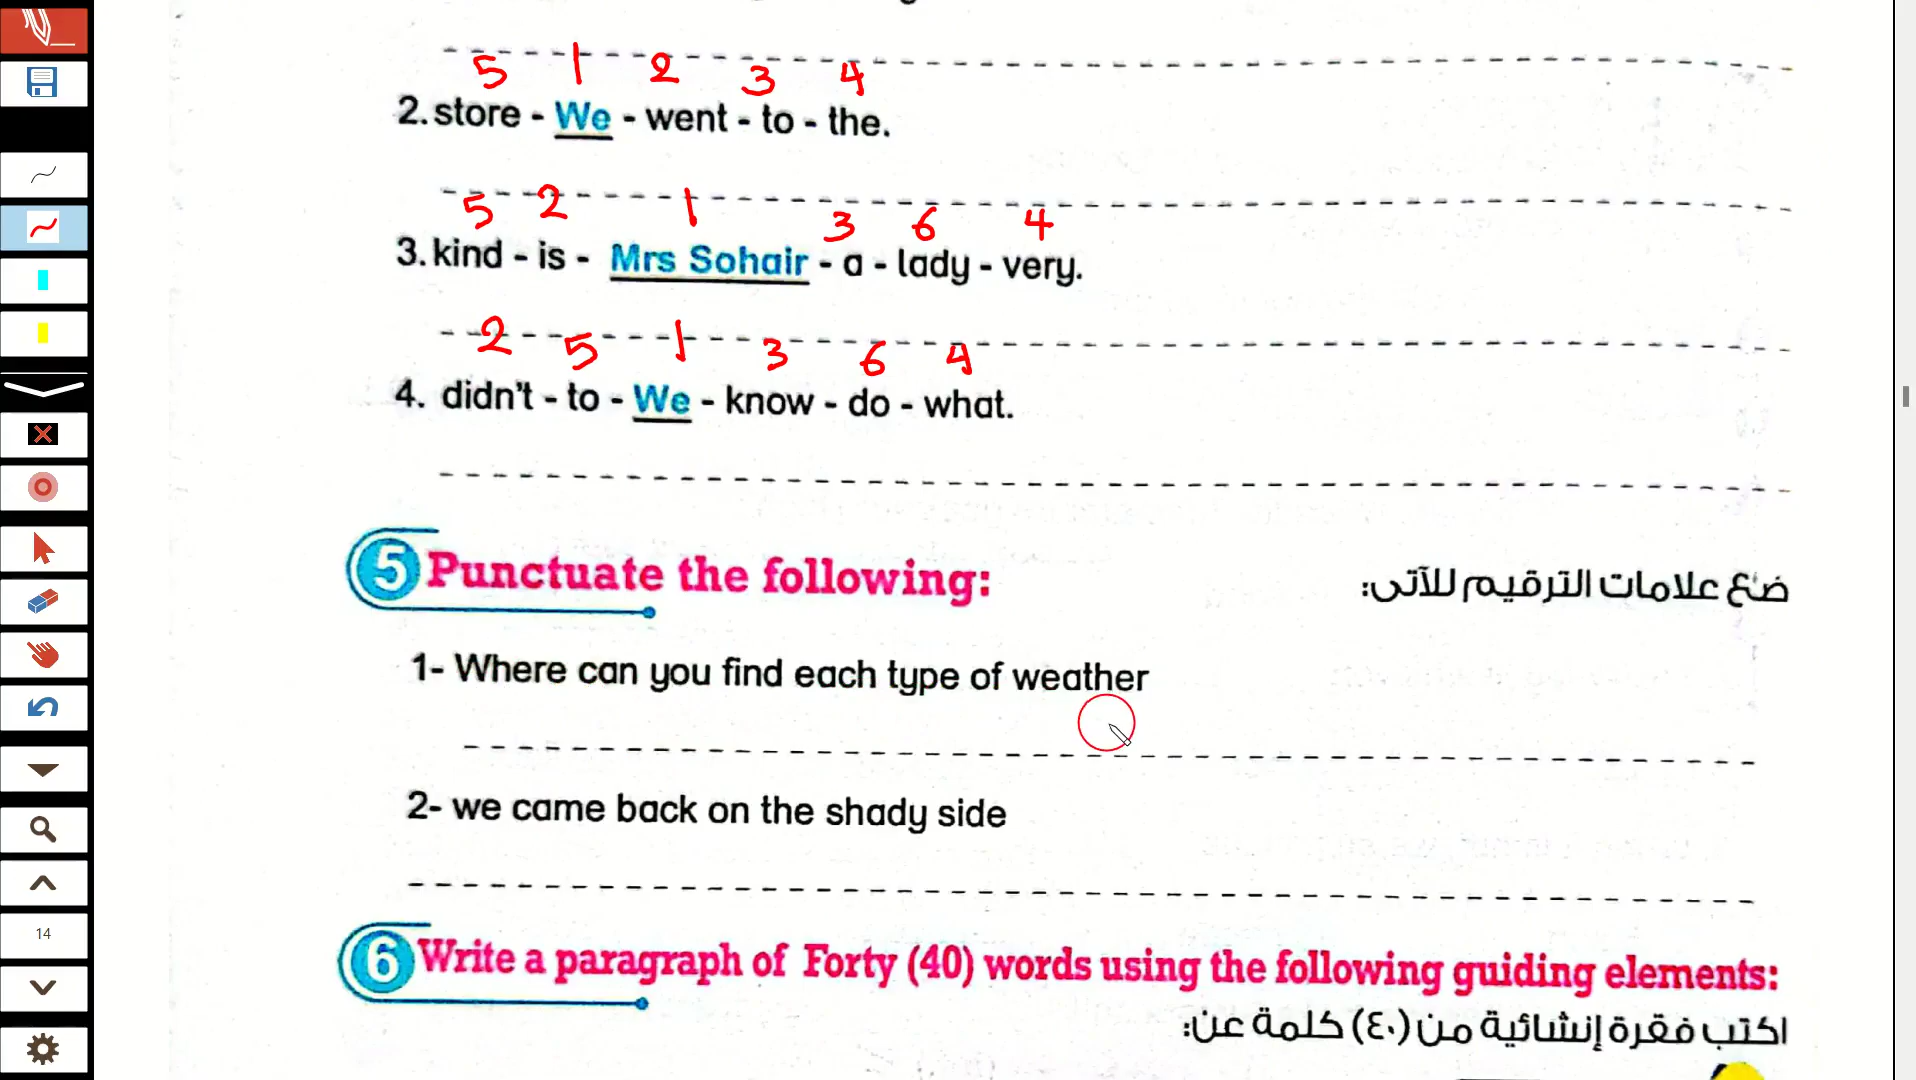 5 1 2 3 4
2. store - We - went - to - the.
5 2 1 3 6 4
3. kind - is - Mrs Sohair - a - lady - very.
2 5 1 3 6 4
4. didn't - to - We - know - do - what.
5 Punctuate the following:
ضع علامات الترقيم للآتى:
1- Where can you find each type of weather
2- we came back on the shady side
6 Write a paragraph of Forty (40) words using the following guiding elements:
اكتب فقرة إنشائية من (٤٠) كلمة عن:
14